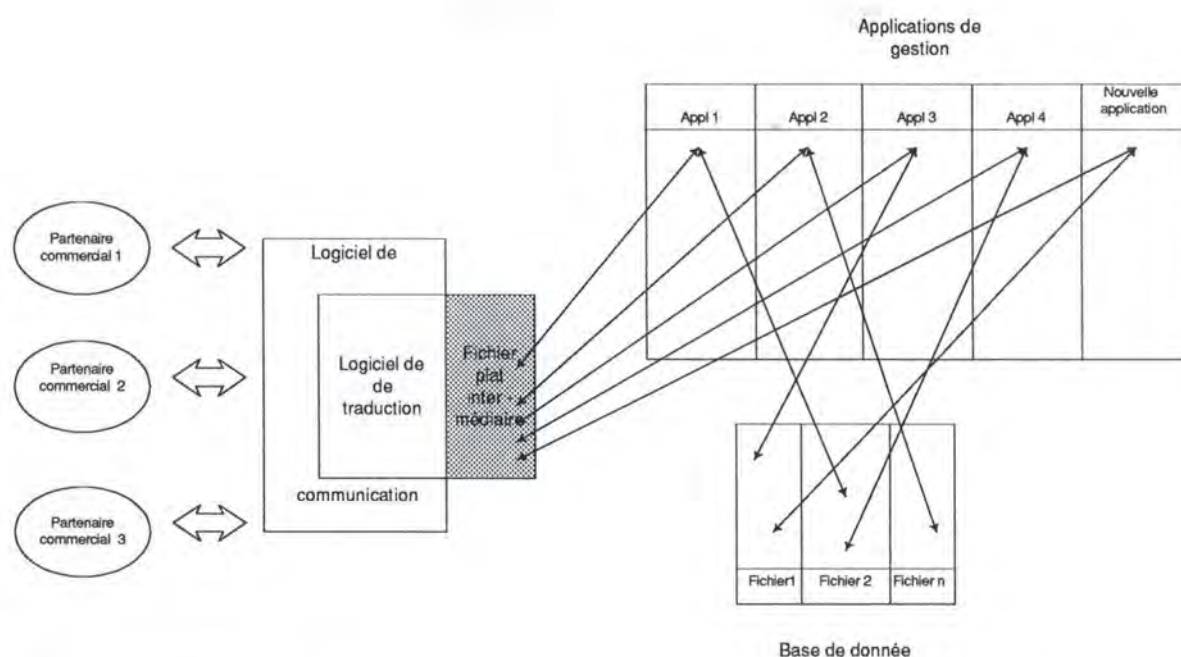 Applications de
gestion
Appl 1
Appl 2
Appl 3
Appl 4
Nouvelle
application
Partenaire
commercial 1
Partenaire
commercial 2
Partenaire
commercial 3
Logiciel de
communication
Logiciel de
de
traduction
Fichier
plat
inter -
médiaire
Fichier1
Fichier 2
Fichier n
Base de donnée